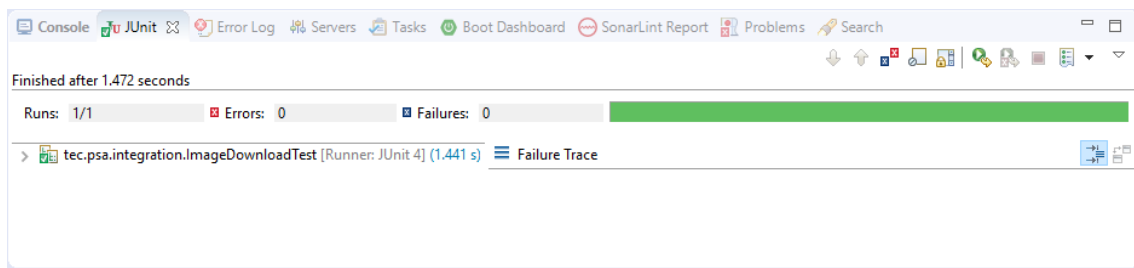 Console JUnit Error Log Servers Tasks Boot Dashboard SonarLint Report Problems Search
Finished after 1.472 seconds
Runs: 1/1 Errors: 0 Failures: 0
tec.psa.integration.ImageDownloadTest [Runner: JUnit 4] (1.441 s) Failure Trace